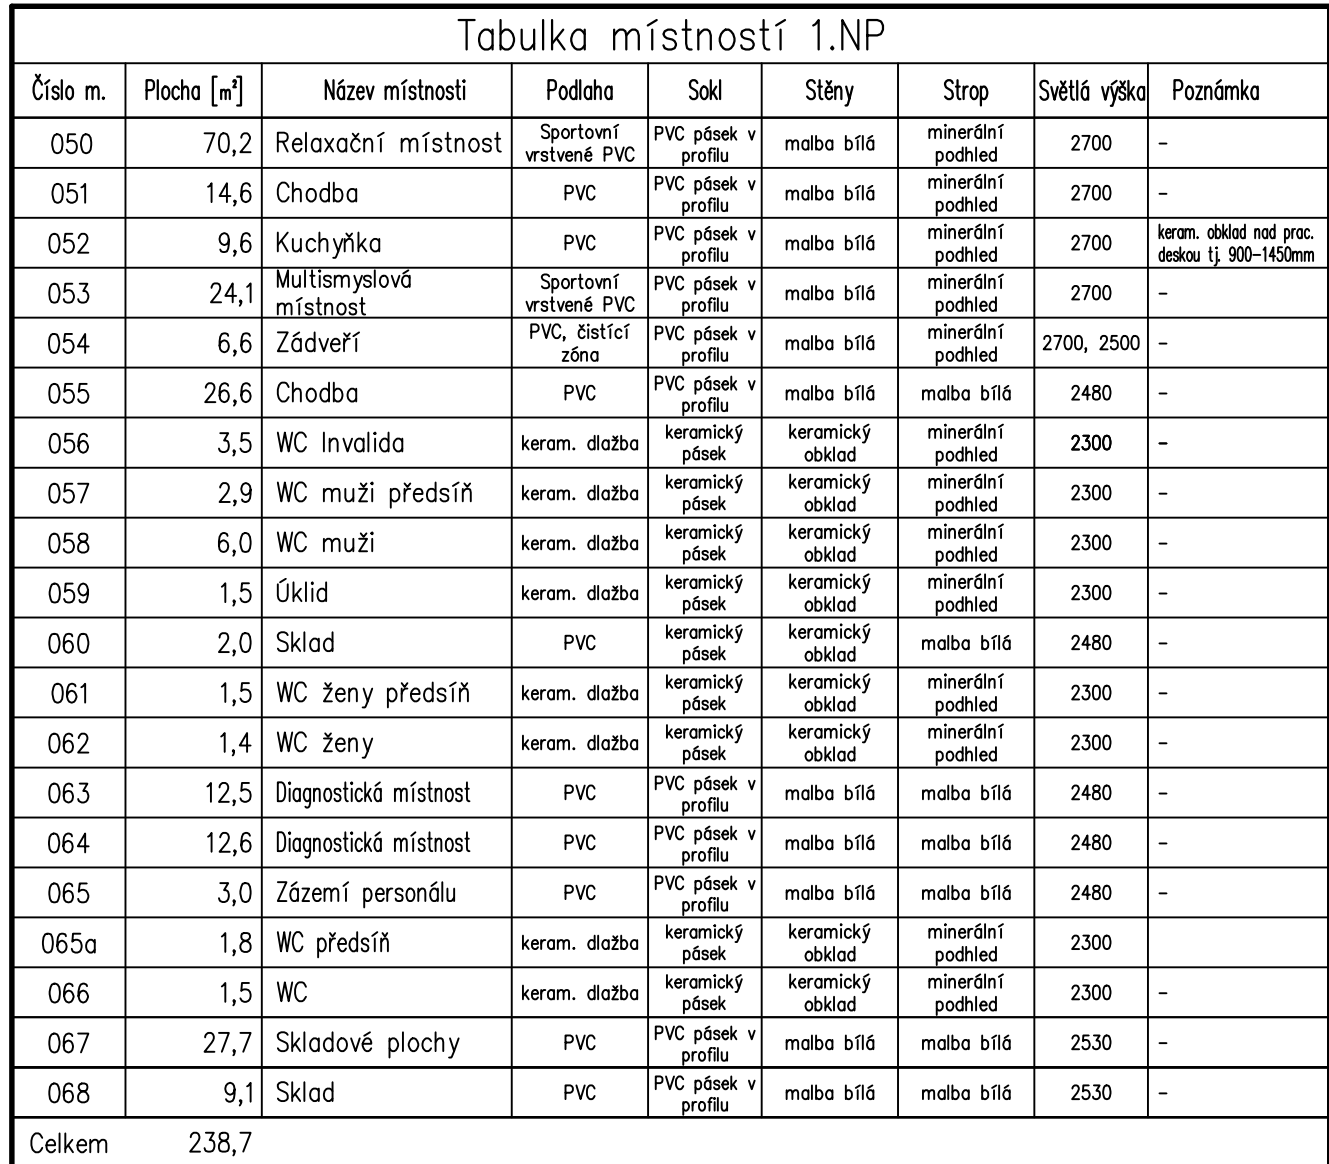 Tabulka místností 1.NP
Číslo m. Plocha [m²] Název místnosti Podlaha Sokl Stěny Strop Světlá výška Poznámka
050 70,2 Relaxační místnost Sportovní vrstvené PVC PVC pásek v profilu malba bílá minerální podhled 2700 –
051 14,6 Chodba PVC PVC pásek v profilu malba bílá minerální podhled 2700 –
052 9,6 Kuchyňka PVC PVC pásek v profilu malba bílá minerální podhled 2700 keram. obklad nad prac. deskou tj. 900–1450mm
053 24,1 Multismyslová místnost Sportovní vrstvené PVC PVC pásek v profilu malba bílá minerální podhled 2700 –
054 6,6 Zádveří PVC, čistící zóna PVC pásek v profilu malba bílá minerální podhled 2700, 2500 –
055 26,6 Chodba PVC PVC pásek v profilu malba bílá malba bílá 2480 –
056 3,5 WC Invalida keram. dlažba keramický pásek keramický obklad minerální podhled 2300 –
057 2,9 WC muži předsíň keram. dlažba keramický pásek keramický obklad minerální podhled 2300 –
058 6,0 WC muži keram. dlažba keramický pásek keramický obklad minerální podhled 2300 –
059 1,5 Úklid keram. dlažba keramický pásek keramický obklad minerální podhled 2300 –
060 2,0 Sklad PVC keramický pásek keramický obklad malba bílá 2480 –
061 1,5 WC ženy předsíň keram. dlažba keramický pásek keramický obklad minerální podhled 2300 –
062 1,4 WC ženy keram. dlažba keramický pásek keramický obklad minerální podhled 2300 –
063 12,5 Diagnostická místnost PVC PVC pásek v profilu malba bílá malba bílá 2480 –
064 12,6 Diagnostická místnost PVC PVC pásek v profilu malba bílá malba bílá 2480 –
065 3,0 Zázemí personálu PVC PVC pásek v profilu malba bílá malba bílá 2480 –
065a 1,8 WC předsíň keram. dlažba keramický pásek keramický obklad minerální podhled 2300
066 1,5 WC keram. dlažba keramický pásek keramický obklad minerální podhled 2300 –
067 27,7 Skladové plochy PVC PVC pásek v profilu malba bílá malba bílá 2530 –
068 9,1 Sklad PVC PVC pásek v profilu malba bílá malba bílá 2530 –
Celkem 238,7